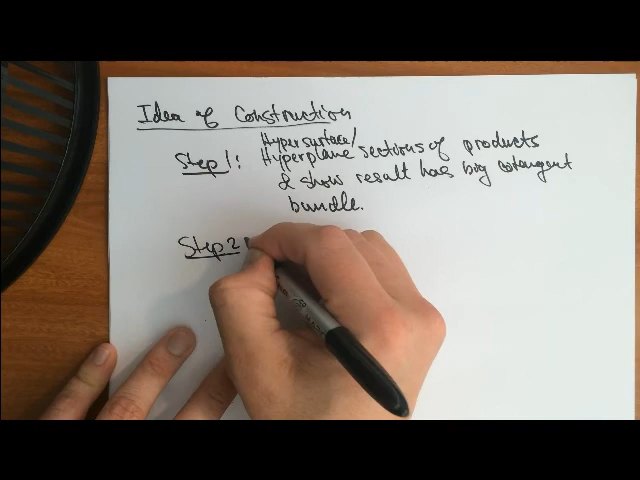 Idea of Construction
Hypersurface/
Step 1: Hyperplane sections of products
& show result has big cotangent
bundle.
Step 2